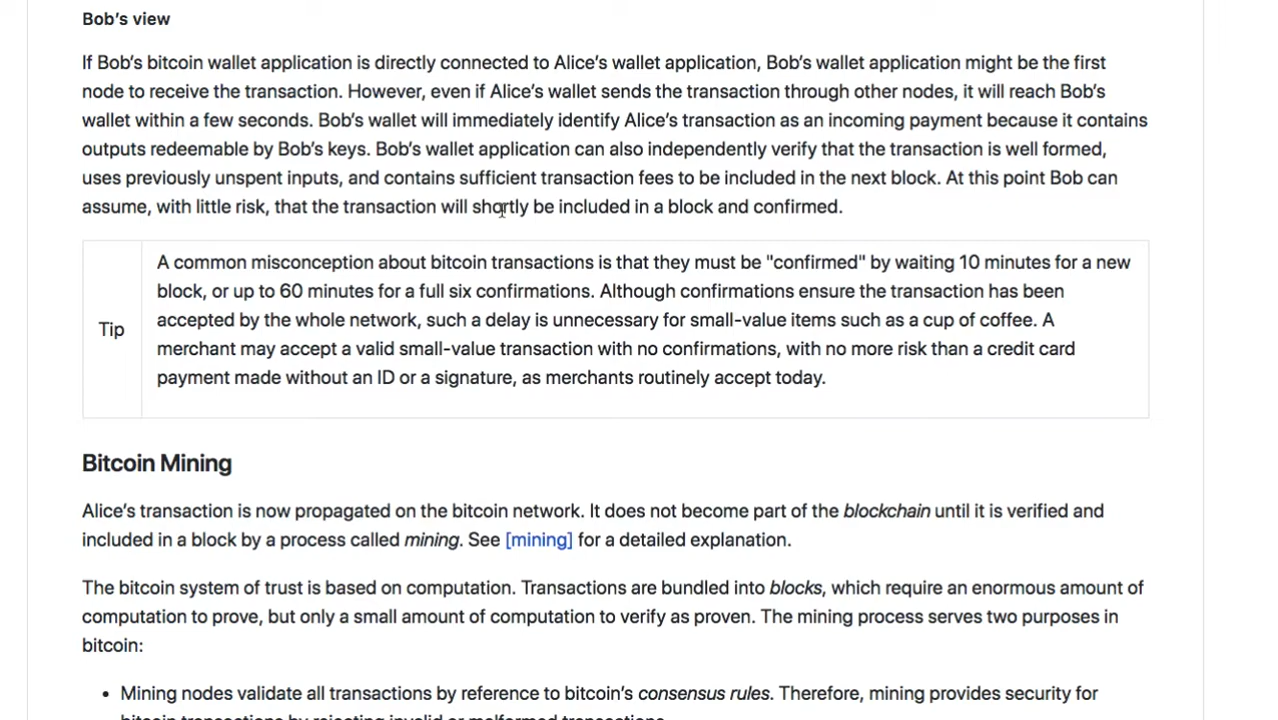 Bob's view
If Bob's bitcoin wallet application is directly connected to Alice's wallet application, Bob's wallet application might be the first
node to receive the transaction. However, even if Alice's wallet sends the transaction through other nodes, it will reach Bob's
wallet within a few seconds. Bob's wallet will immediately identify Alice's transaction as an incoming payment because it contains
outputs redeemable by Bob's keys. Bob's wallet application can also independently verify that the transaction is well formed,
uses previously unspent inputs, and contains sufficient transaction fees to be included in the next block. At this point Bob can
assume, with little risk, that the transaction will shortly be included in a block and confirmed.
Tip
A common misconception about bitcoin transactions is that they must be "confirmed" by waiting 10 minutes for a new
block, or up to 60 minutes for a full six confirmations. Although confirmations ensure the transaction has been
accepted by the whole network, such a delay is unnecessary for small-value items such as a cup of coffee. A
merchant may accept a valid small-value transaction with no confirmations, with no more risk than a credit card
payment made without an ID or a signature, as merchants routinely accept today.
Bitcoin Mining
Alice's transaction is now propagated on the bitcoin network. It does not become part of the blockchain until it is verified and
included in a block by a process called mining. See [mining] for a detailed explanation.
The bitcoin system of trust is based on computation. Transactions are bundled into blocks, which require an enormous amount of
computation to prove, but only a small amount of computation to verify as proven. The mining process serves two purposes in
bitcoin:
• Mining nodes validate all transactions by reference to bitcoin's consensus rules. Therefore, mining provides security for
bitcoin transactions by rejecting invalid or malformed transactions.